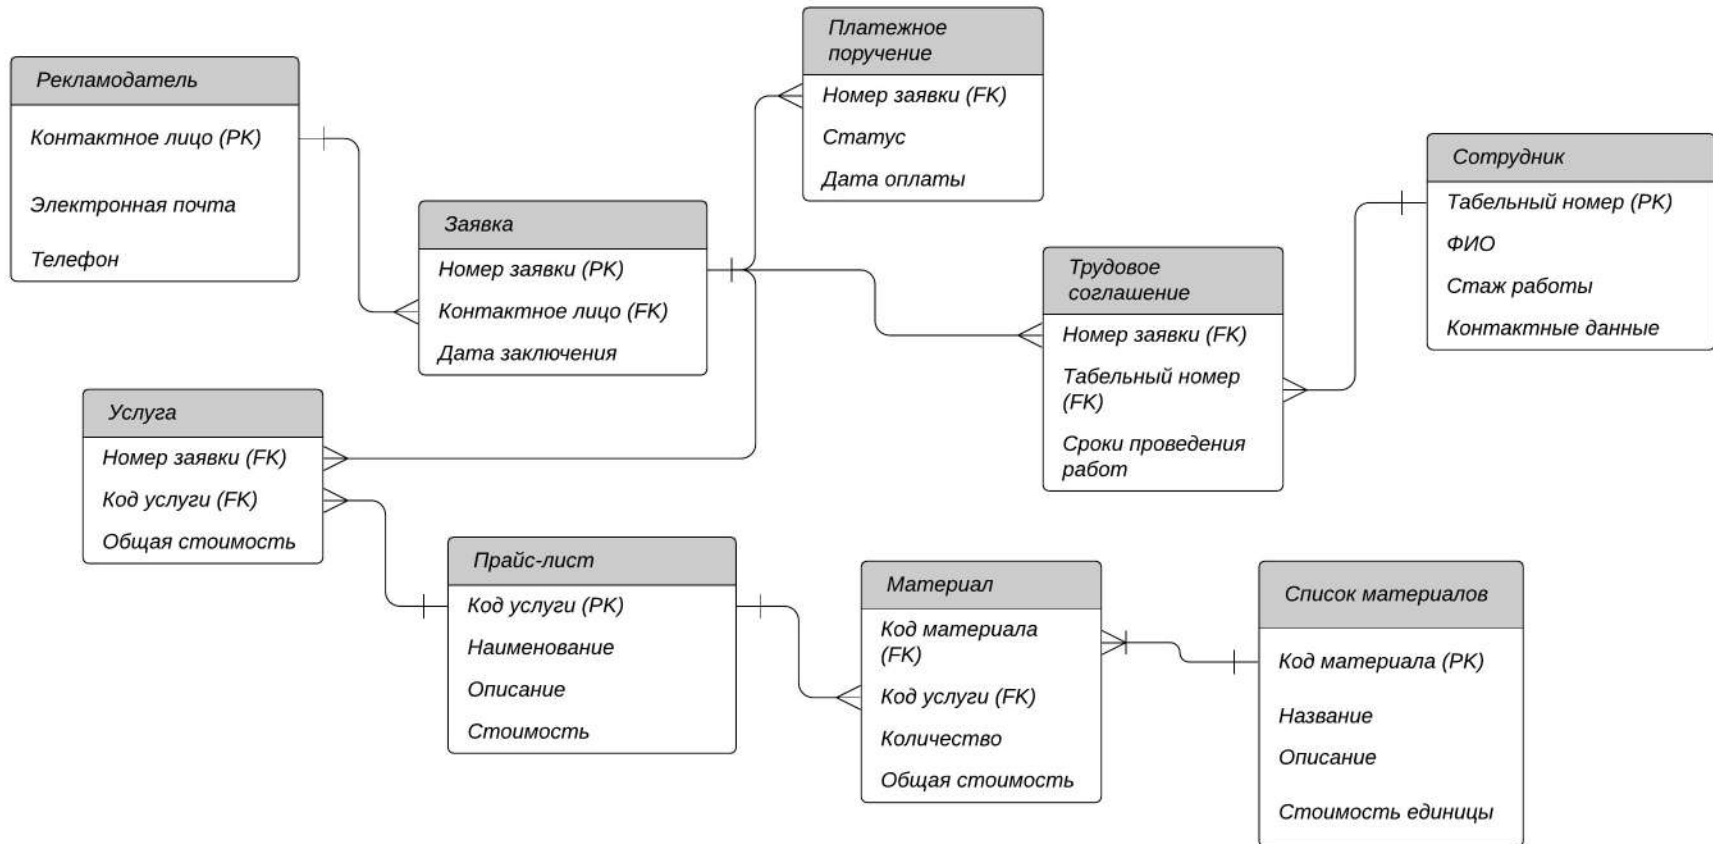 Рекламодатель
Контактное лицо (PK)
Электронная почта
Телефон
Платежное
поручение
Номер заявки (FK)
Статус
Дата оплаты
Заявка
Номер заявки (PK)
Контактное лицо (FK)
Дата заключения
Сотрудник
Табельный номер (PK)
ФИО
Стаж работы
Контактные данные
Трудовое
соглашение
Номер заявки (FK)
Табельный номер
(FK)
Сроки проведения
работ
Услуга
Номер заявки (FK)
Код услуги (FK)
Общая стоимость
Прайс-лист
Код услуги (PK)
Наименование
Описание
Стоимость
Материал
Код материала
(FK)
Код услуги (FK)
Количество
Общая стоимость
Список материалов
Код материала (PK)
Название
Описание
Стоимость единицы